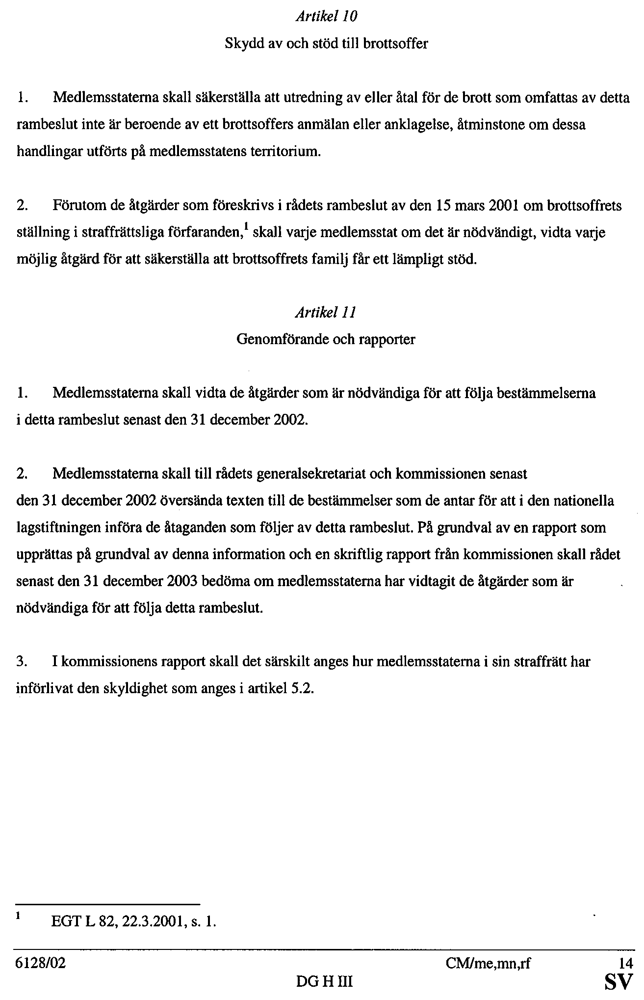 Artikel 10
Skydd av och stöd till brottsoffer
1. Medlemsstaterna skall säkerställa att utredning av eller åtal för de brott som omfattas av detta
rambeslut inte är beroende av ett brottsoffers anmälan eller anklagelse, åtminstone om dessa
handlingar utförts på medlemsstatens territorium.
2. Förutom de åtgärder som föreskrivs i rådets rambeslut av den 15 mars 2001 om brottsoffrets
ställning i straffrättsliga förfaranden,¹ skall varje medlemsstat om det är nödvändigt, vidta varje
möjlig åtgärd för att säkerställa att brottsoffrets familj får ett lämpligt stöd.
Artikel 11
Genomförande och rapporter
1. Medlemsstaterna skall vidta de åtgärder som är nödvändiga för att följa bestämmelserna
i detta rambeslut senast den 31 december 2002.
2. Medlemsstaterna skall till rådets generalsekretariat och kommissionen senast
den 31 december 2002 översända texten till de bestämmelser som de antar för att i den nationella
lagstiftningen införa de åtaganden som följer av detta rambeslut. På grundval av en rapport som
upprättas på grundval av denna information och en skriftlig rapport från kommissionen skall rådet
senast den 31 december 2003 bedöma om medlemsstaterna har vidtagit de åtgärder som är
nödvändiga för att följa detta rambeslut.
3. I kommissionens rapport skall det särskilt anges hur medlemsstaterna i sin straffrätt har
införlivat den skyldighet som anges i artikel 5.2.
¹ EGT L 82, 22.3.2001, s. 1.
6128/02 CM/me,mn,rf 14
DG H III SV